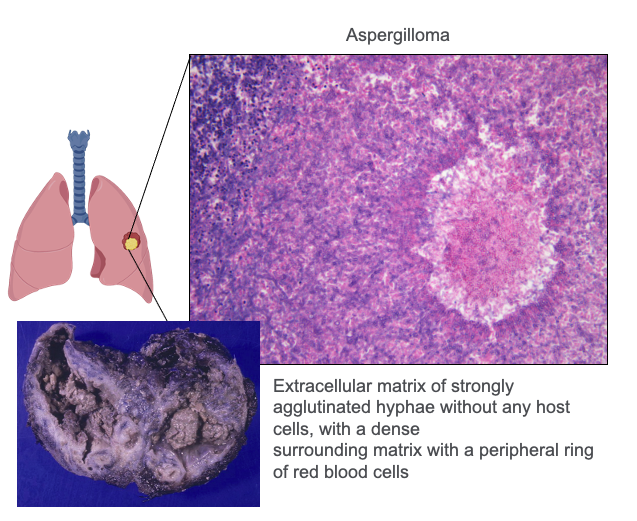 Aspergilloma
Extracellular matrix of strongly
agglutinated hyphae without any host
cells, with a dense
surrounding matrix with a peripheral ring
of red blood cells